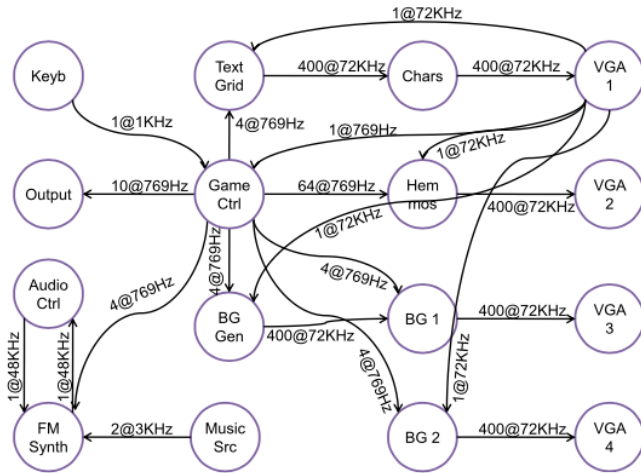 1@72KHz
Keyb
Text
Grid
400@72KHz
Chars
400@72KHz
VGA
1
1@1KHz
4@769Hz
1@769Hz
1@72KHz
Output
10@769Hz
Game
Ctrl
64@769Hz
Hem
mos
400@72KHz
VGA
2
1@72KHz
4@769Hz
4@769Hz
4@769Hz
Audio
Ctrl
BG
Gen
400@72KHz
BG 1
400@72KHz
VGA
3
1@48KHz
1@48KHz
4@769Hz
1@72KHz
FM
Synth
2@3KHz
Music
Src
BG 2
400@72KHz
VGA
4